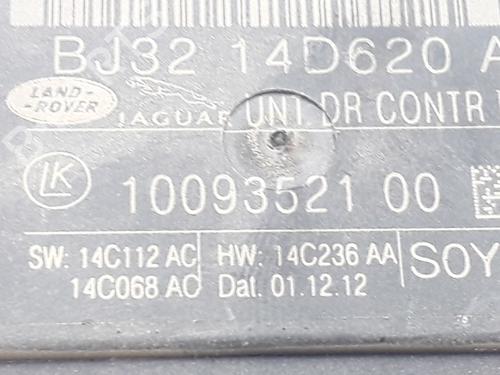 BJ32 14D620 A
LAND-
-ROVER
JAGUAR UNI DR CONTR
LK 10093521 00
SW: 14C112 AC HW: 14C236 AA SOY
14C068 AC Dat. 01.12.12